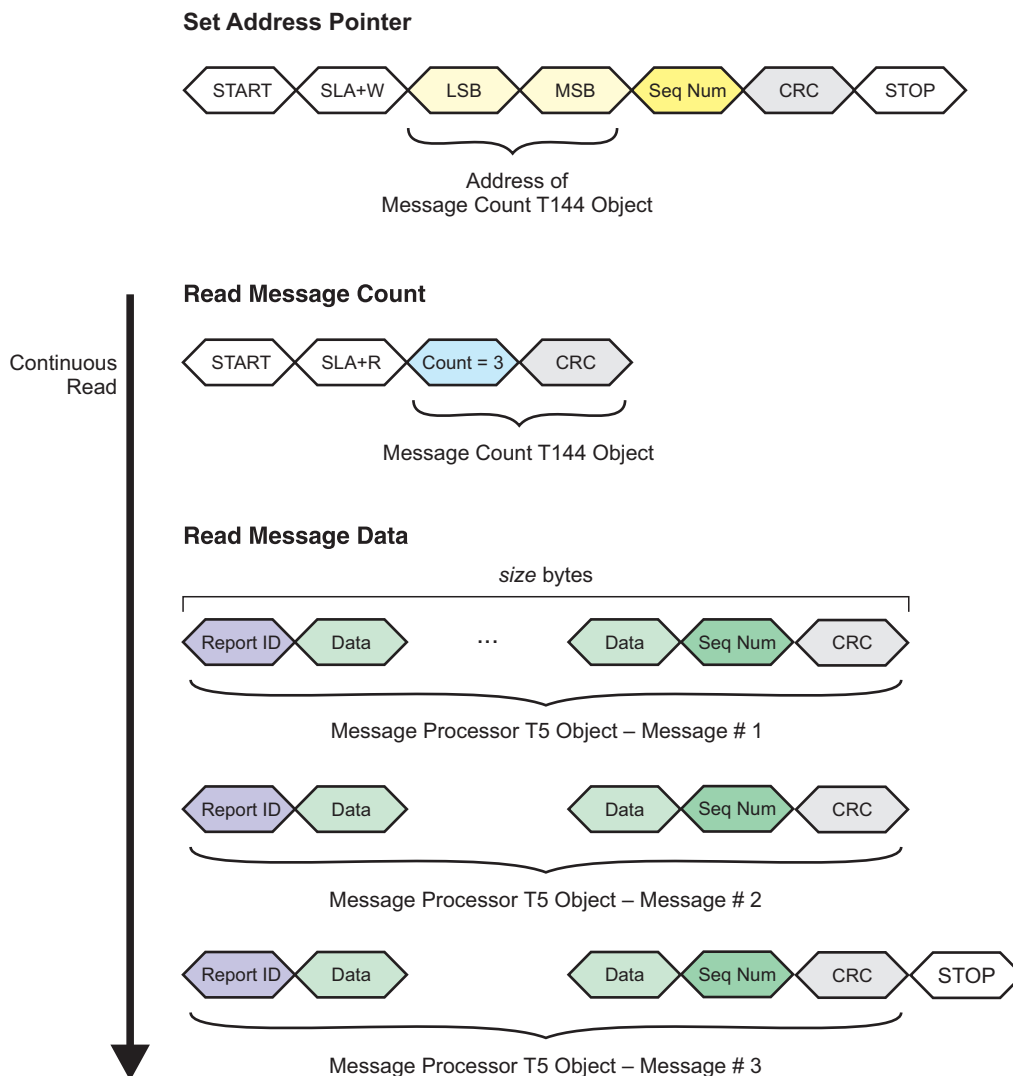 Set Address Pointer
START SLA+W LSB MSB Seq Num CRC STOP
Address of
Message Count T144 Object
Read Message Count
Continuous
Read
START SLA+R Count = 3 CRC
Message Count T144 Object
Read Message Data
size bytes
Report ID Data ... Data Seq Num CRC
Message Processor T5 Object – Message # 1
Report ID Data Data Seq Num CRC
Message Processor T5 Object – Message # 2
Report ID Data Data Seq Num CRC STOP
Message Processor T5 Object – Message # 3